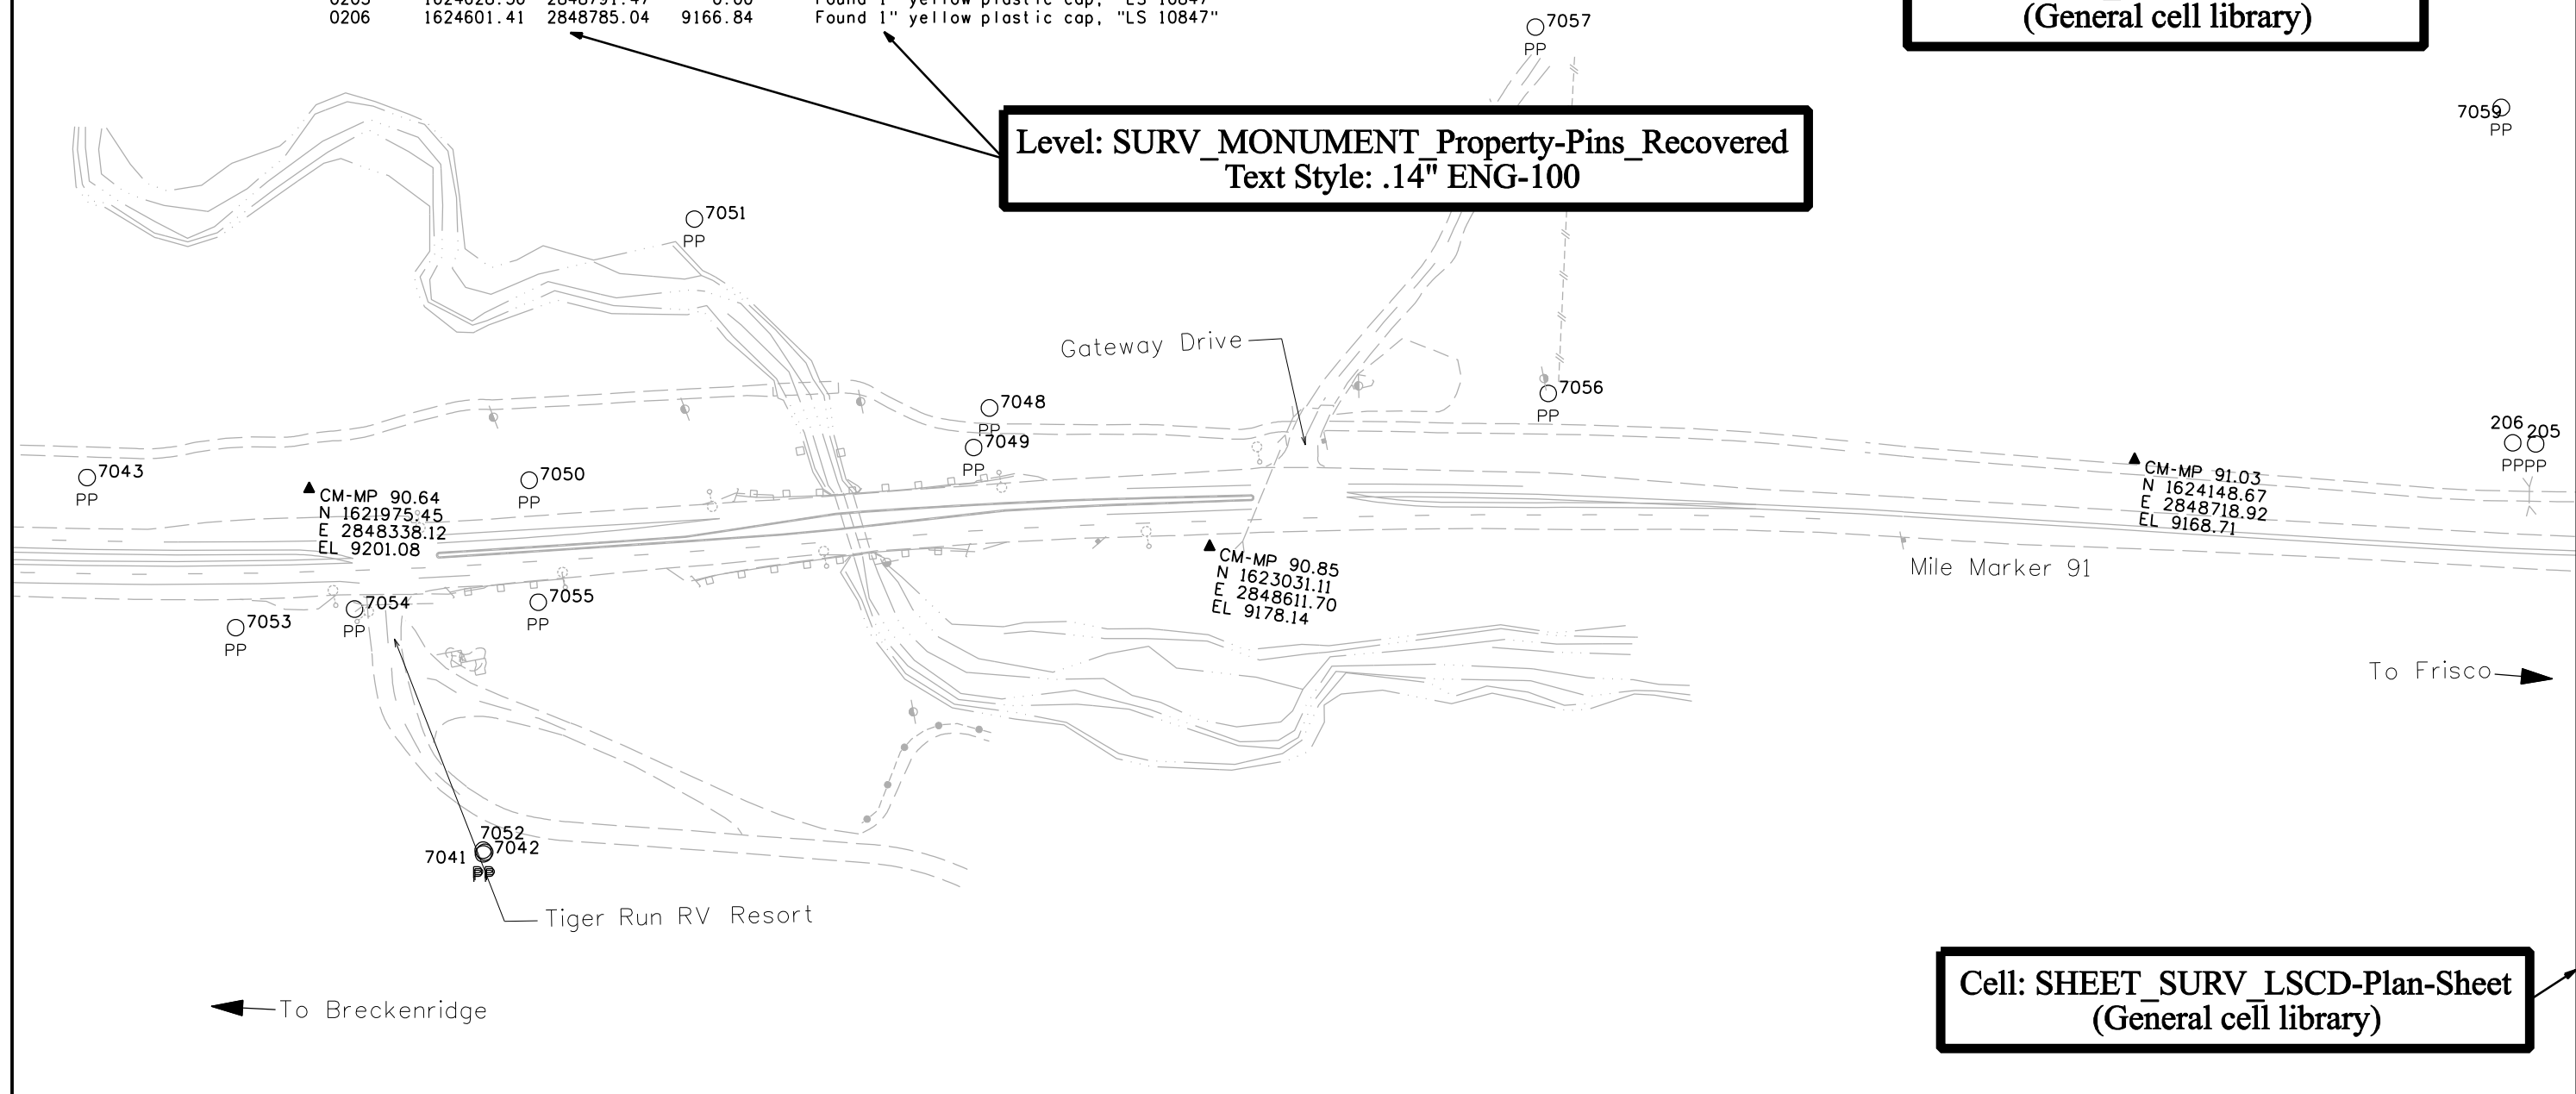 0206 1624601.41 2848785.04 9166.84 Found 1" yellow plastic cap, "LS 10847"
(General cell library)
7057
PP
7059
PP
Level: SURV_MONUMENT_Property-Pins_Recovered
Text Style: .14" ENG-100
7051
PP
Gateway Drive
7048
PP
7049
PP
7056
PP
206 205
PPPP
7043
PP
7050
PP
CM-MP 90.64
N 1621975.45
E 2848338.12
EL 9201.08
CM-MP 91.03
N 1624148.67
E 2848718.92
EL 9168.71
CM-MP 90.85
N 1623031.11
E 2848611.70
EL 9178.14
Mile Marker 91
7053
PP
7054
PP
7055
PP
To Frisco
7052
7041 7042
PP
Tiger Run RV Resort
To Breckenridge
Cell: SHEET_SURV_LSCD-Plan-Sheet
(General cell library)